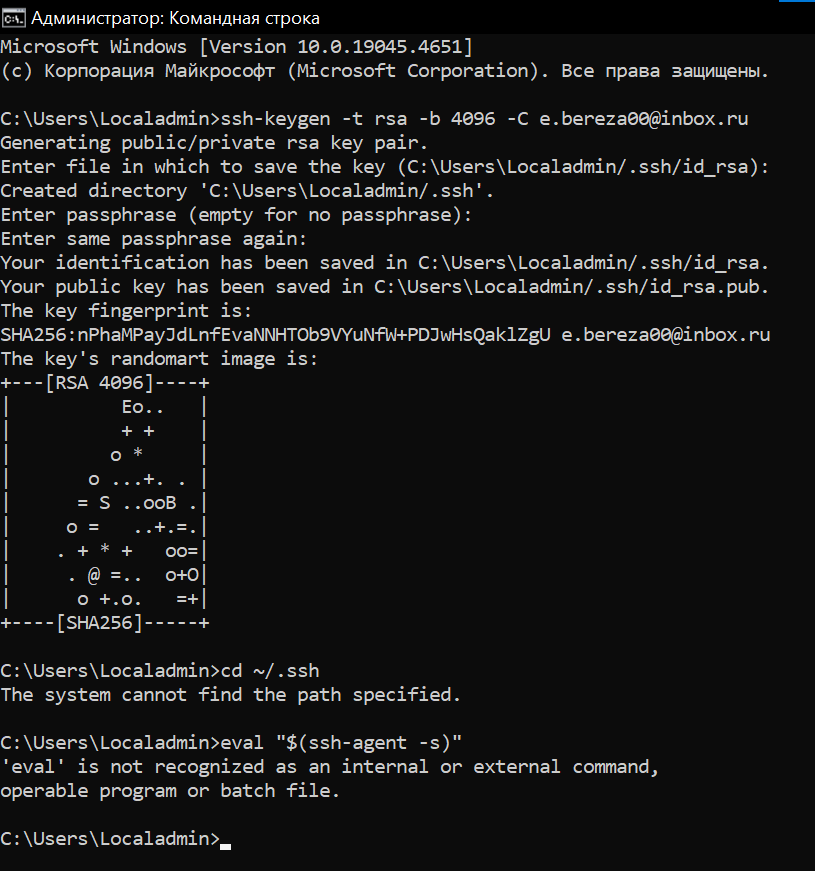 Администратор: Командная строка
Microsoft Windows [Version 10.0.19045.4651]
(c) Корпорация Майкрософт (Microsoft Corporation). Все права защищены.
C:\Users\Localadmin>ssh-keygen -t rsa -b 4096 -C e.bereza00@inbox.ru
Generating public/private rsa key pair.
Enter file in which to save the key (C:\Users\Localadmin/.ssh/id_rsa):
Created directory 'C:\Users\Localadmin/.ssh'.
Enter passphrase (empty for no passphrase):
Enter same passphrase again:
Your identification has been saved in C:\Users\Localadmin/.ssh/id_rsa.
Your public key has been saved in C:\Users\Localadmin/.ssh/id_rsa.pub.
The key fingerprint is:
SHA256:nPhaMPayJdLnfEvaNNHTOb9VYuNfW+PDJwHsQaklZgU e.bereza00@inbox.ru
The key's randomart image is:
+---[RSA 4096]----+
|          Eo..   |
|          + +    |
|         o *     |
|       o ...+. . |
|      = S ..ooB .|
|     o =   ..+.=.|
|    . + * +   oo=|
|     . @ =..  o+O|
|      o +.o.   =+|
+----[SHA256]-----+
C:\Users\Localadmin>cd ~/.ssh
The system cannot find the path specified.
C:\Users\Localadmin>eval "$(ssh-agent -s)"
'eval' is not recognized as an internal or external command,
operable program or batch file.
C:\Users\Localadmin>